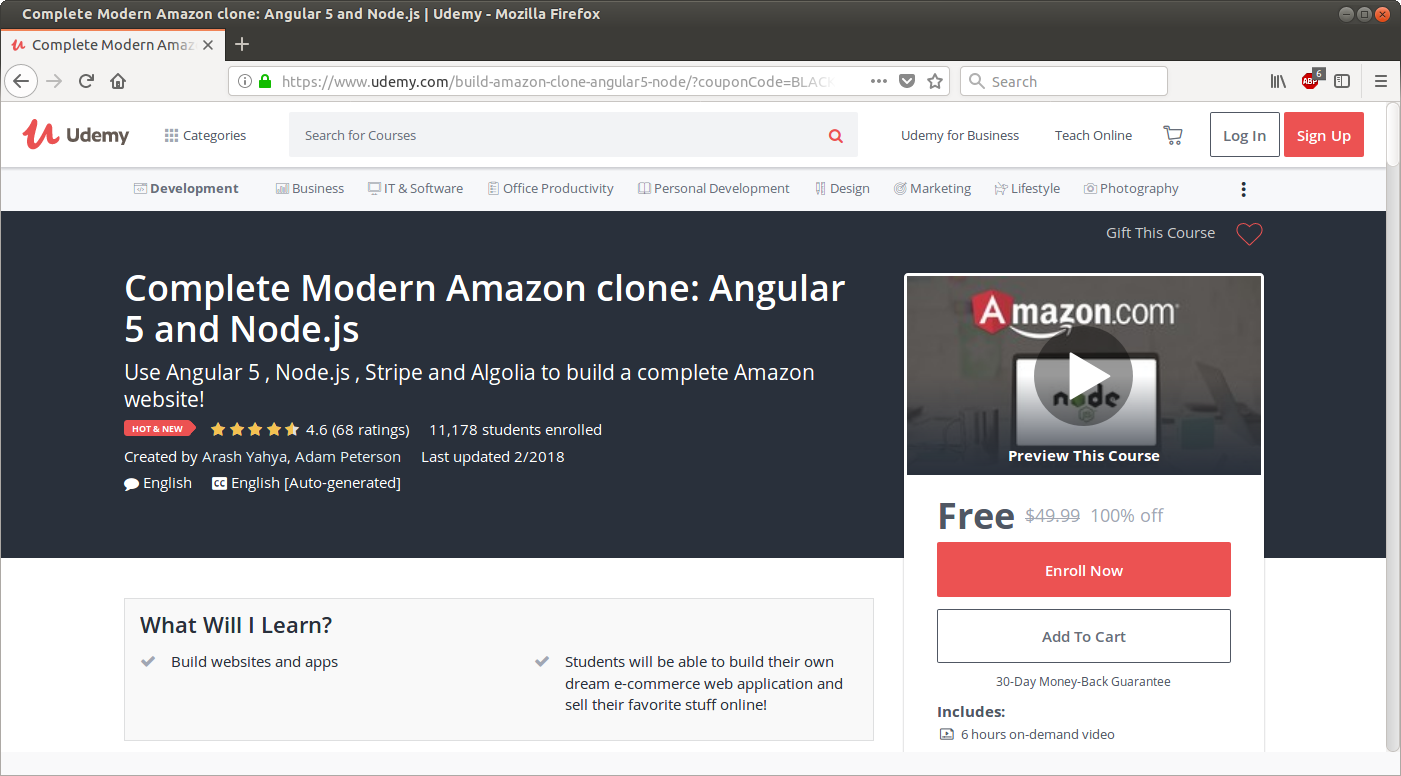 Complete Modern Amazon clone: Angular 5 and Node.js | Udemy - Mozilla Firefox
Complete Modern Amaz
https://www.udemy.com/build-amazon-clone-angular5-node/?couponCode=BLACK
Search
ABP
6
Udemy
Categories
Search for Courses
Udemy for Business
Teach Online
Log In
Sign Up
Development
Business
IT & Software
Office Productivity
Personal Development
Design
Marketing
Lifestyle
Photography
Gift This Course
Complete Modern Amazon clone: Angular
5 and Node.js
Use Angular 5 , Node.js , Stripe and Algolia to build a complete Amazon
website!
HOT & NEW
4.6 (68 ratings)
11,178 students enrolled
Created by Arash Yahya, Adam Peterson
Last updated 2/2018
English
CC English [Auto-generated]
Amazon.com
node
Preview This Course
Free $49.99 100% off
Enroll Now
Add To Cart
30-Day Money-Back Guarantee
Includes:
6 hours on-demand video
What Will I Learn?
Build websites and apps
Students will be able to build their own
dream e-commerce web application and
sell their favorite stuff online!